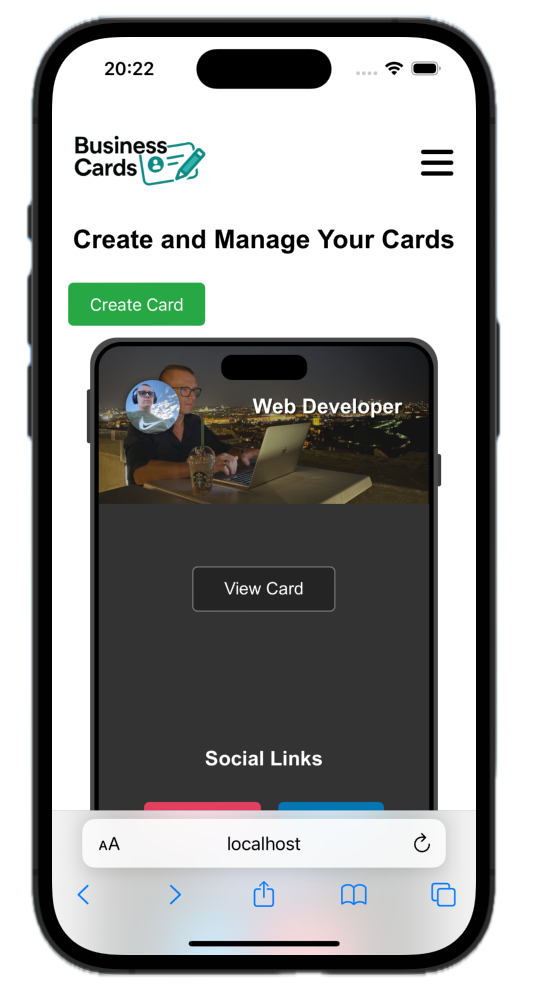 20:22
Business
Cards
Create and Manage Your Cards
Create Card
Web Developer
View Card
Social Links
AA
localhost